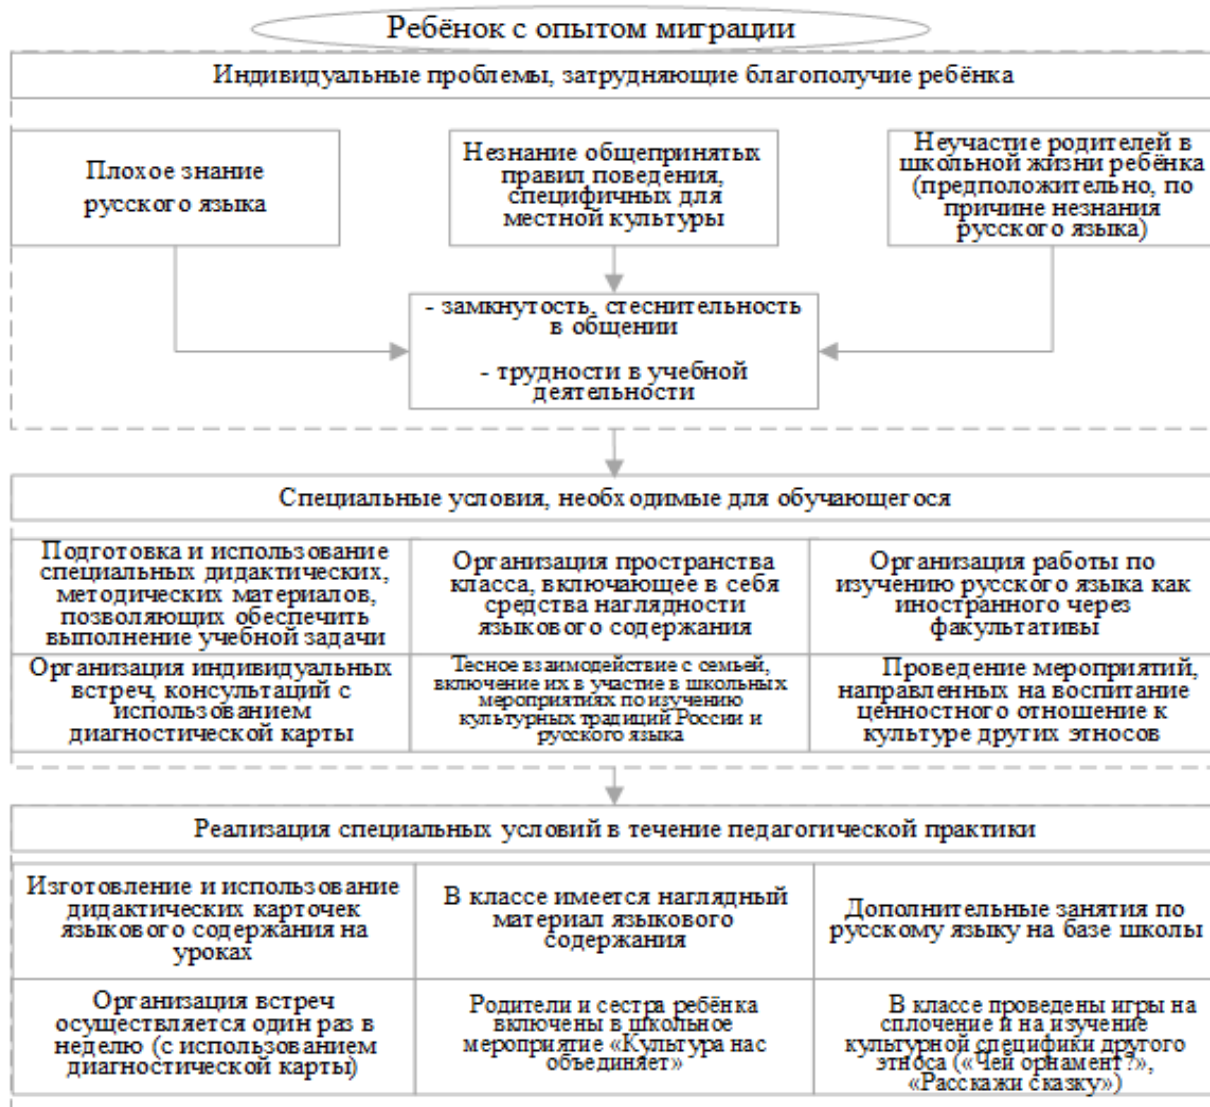 Ребёнок с опытом миграции
Индивидуальные проблемы, затрудняющие благополучие ребёнка
Плохое знание
русского языка
Незнание общепринятых
правил поведения,
специфичных для
местной культуры
Неучастие родителей в
школьной жизни ребёнка
(предположительно, по
причине незнания
русского языка)
- замкнутость, стеснительность
в общении
- трудности в учебной
деятельности
Специальные условия, необходимые для обучающегося
Подготовка и использование
специальных дидактических,
методических материалов,
позволяющих обеспечить
выполнение учебной задачи
Организация пространства
класса, включающее в себя
средства наглядности
языкового содержания
Организация работы по
изучению русского языка как
иностранного через
факультативы
Организация индивидуальных
встреч, консультаций с
использованием
диагностической карты
Тесное взаимодействие с семьей,
включение их в участие в школьных
мероприятиях по изучению
культурных традиций России и
русского языка
Проведение мероприятий,
направленных на воспитание
ценностного отношение к
культуре других этносов
Реализация специальных условий в течение педагогической практики
Изготовление и использование
дидактических карточек
языкового содержания на
уроках
В классе имеется наглядный
материал языкового
содержания
Дополнительные занятия по
русскому языку на базе школы
Организация встреч
осуществляется один раз в
неделю (с использованием
диагностической карты)
Родители и сестра ребёнка
включены в школьное
мероприятие «Культура нас
объединяет»
В классе проведены игры на
сплочение и на изучение
культурной специфики другого
этноса («Чей орнамент?»,
«Расскажи сказку»)